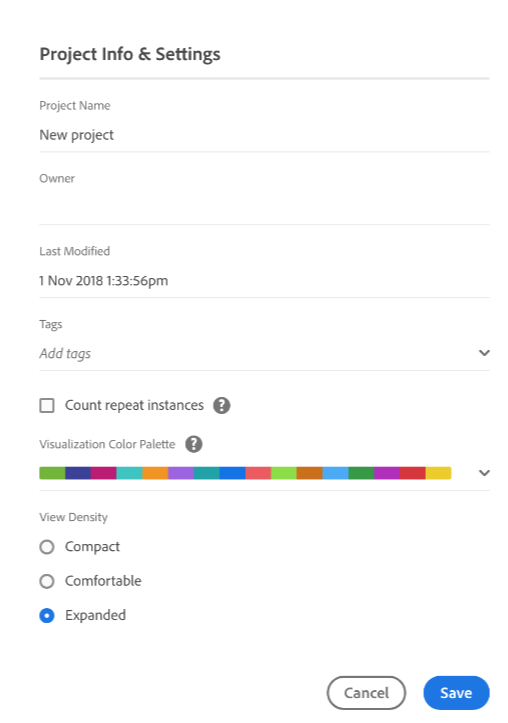 Project Info & Settings
Project Name
New project
Owner
Last Modified
1 Nov 2018 1:33:56pm
Tags
Add tags
Count repeat instances ?
Visualization Color Palette ?
View Density
Compact
Comfortable
Expanded
Cancel Save